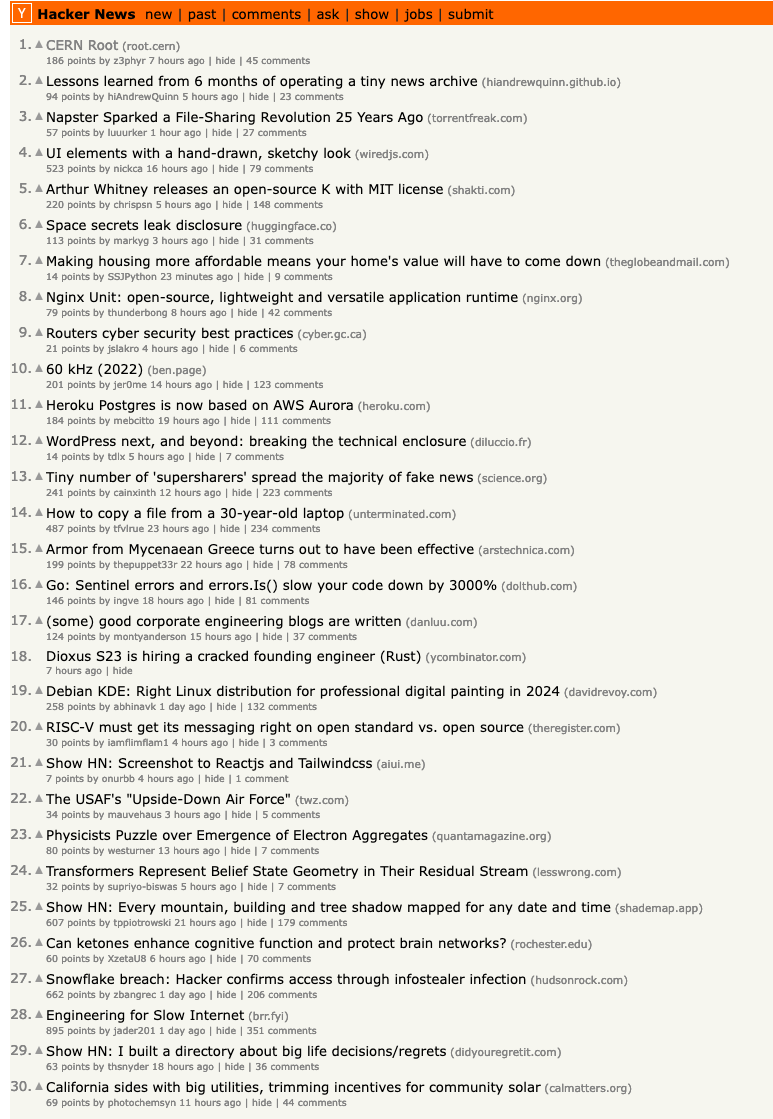 Y Hacker News new | past | comments | ask | show | jobs | submit
1. ▲ CERN Root (root.cern)
186 points by z3phyr 7 hours ago | hide | 45 comments
2. ▲ Lessons learned from 6 months of operating a tiny news archive (hiandrewquinn.github.io)
94 points by hiAndrewQuinn 5 hours ago | hide | 23 comments
3. ▲ Napster Sparked a File-Sharing Revolution 25 Years Ago (torrentfreak.com)
57 points by luuurker 1 hour ago | hide | 27 comments
4. ▲ UI elements with a hand-drawn, sketchy look (wiredjs.com)
523 points by nickca 16 hours ago | hide | 79 comments
5. ▲ Arthur Whitney releases an open-source K with MIT license (shakti.com)
220 points by chrispsn 5 hours ago | hide | 148 comments
6. ▲ Space secrets leak disclosure (huggingface.co)
113 points by markyg 3 hours ago | hide | 31 comments
7. ▲ Making housing more affordable means your home's value will have to come down (theglobeandmail.com)
14 points by SSJPython 23 minutes ago | hide | 9 comments
8. ▲ Nginx Unit: open-source, lightweight and versatile application runtime (nginx.org)
79 points by thunderbong 8 hours ago | hide | 42 comments
9. ▲ Routers cyber security best practices (cyber.gc.ca)
21 points by jslakro 4 hours ago | hide | 6 comments
10. ▲ 60 kHz (2022) (ben.page)
201 points by jer0me 14 hours ago | hide | 123 comments
11. ▲ Heroku Postgres is now based on AWS Aurora (heroku.com)
184 points by mebcitto 19 hours ago | hide | 111 comments
12. ▲ WordPress next, and beyond: breaking the technical enclosure (diluccio.fr)
14 points by tdlx 5 hours ago | hide | 7 comments
13. ▲ Tiny number of 'supersharers' spread the majority of fake news (science.org)
241 points by cainxinth 12 hours ago | hide | 223 comments
14. ▲ How to copy a file from a 30-year-old laptop (unterminated.com)
487 points by tfvlrue 23 hours ago | hide | 234 comments
15. ▲ Armor from Mycenaean Greece turns out to have been effective (arstechnica.com)
199 points by thepuppet33r 22 hours ago | hide | 78 comments
16. ▲ Go: Sentinel errors and errors.Is() slow your code down by 3000% (dolthub.com)
146 points by ingve 18 hours ago | hide | 81 comments
17. ▲ (some) good corporate engineering blogs are written (danluu.com)
124 points by montyanderson 15 hours ago | hide | 37 comments
18. Dioxus S23 is hiring a cracked founding engineer (Rust) (ycombinator.com)
7 hours ago | hide
19. ▲ Debian KDE: Right Linux distribution for professional digital painting in 2024 (davidrevoy.com)
258 points by abhinavk 1 day ago | hide | 132 comments
20. ▲ RISC-V must get its messaging right on open standard vs. open source (theregister.com)
30 points by iamflimflam1 4 hours ago | hide | 3 comments
21. ▲ Show HN: Screenshot to Reactjs and Tailwindcss (aiui.me)
7 points by onurbb 4 hours ago | hide | 1 comment
22. ▲ The USAF's "Upside-Down Air Force" (twz.com)
34 points by mauvehaus 3 hours ago | hide | 5 comments
23. ▲ Physicists Puzzle over Emergence of Electron Aggregates (quantamagazine.org)
80 points by westurner 13 hours ago | hide | 7 comments
24. ▲ Transformers Represent Belief State Geometry in Their Residual Stream (lesswrong.com)
32 points by supriyo-biswas 5 hours ago | hide | 7 comments
25. ▲ Show HN: Every mountain, building and tree shadow mapped for any date and time (shademap.app)
607 points by tppiotrowski 21 hours ago | hide | 179 comments
26. ▲ Can ketones enhance cognitive function and protect brain networks? (rochester.edu)
60 points by XzetaU8 6 hours ago | hide | 70 comments
27. ▲ Snowflake breach: Hacker confirms access through infostealer infection (hudsonrock.com)
662 points by zbangrec 1 day ago | hide | 206 comments
28. ▲ Engineering for Slow Internet (brr.fyi)
895 points by jader201 1 day ago | hide | 351 comments
29. ▲ Show HN: I built a directory about big life decisions/regrets (didyouregretit.com)
63 points by thsnyder 18 hours ago | hide | 36 comments
30. ▲ California sides with big utilities, trimming incentives for community solar (calmatters.org)
69 points by photochemsyn 11 hours ago | hide | 44 comments